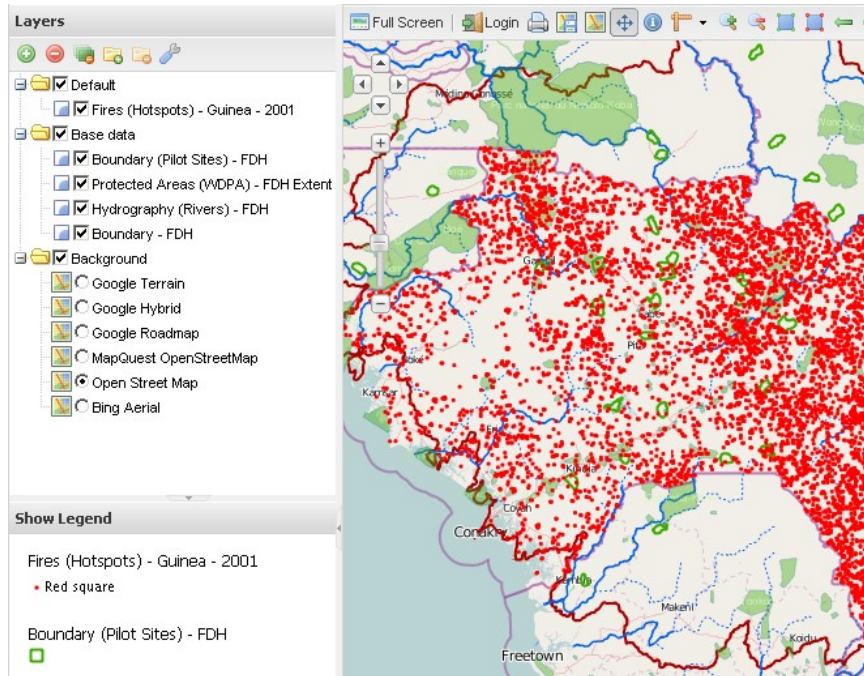 Layers
Full Screen
Login
Default
Fires (Hotspots) - Guinea - 2001
Base data
Boundary (Pilot Sites) - FDH
Protected Areas (WDPA) - FDH Extent
Hydrography (Rivers) - FDH
Boundary - FDH
Background
Google Terrain
Google Hybrid
Google Roadmap
MapQuest OpenStreetMap
Open Street Map
Bing Aerial
Show Legend
Fires (Hotspots) - Guinea - 2001
Red square
Boundary (Pilot Sites) - FDH
Kindia
Coyah
Conakry
Makeni
Koidu
Freetown